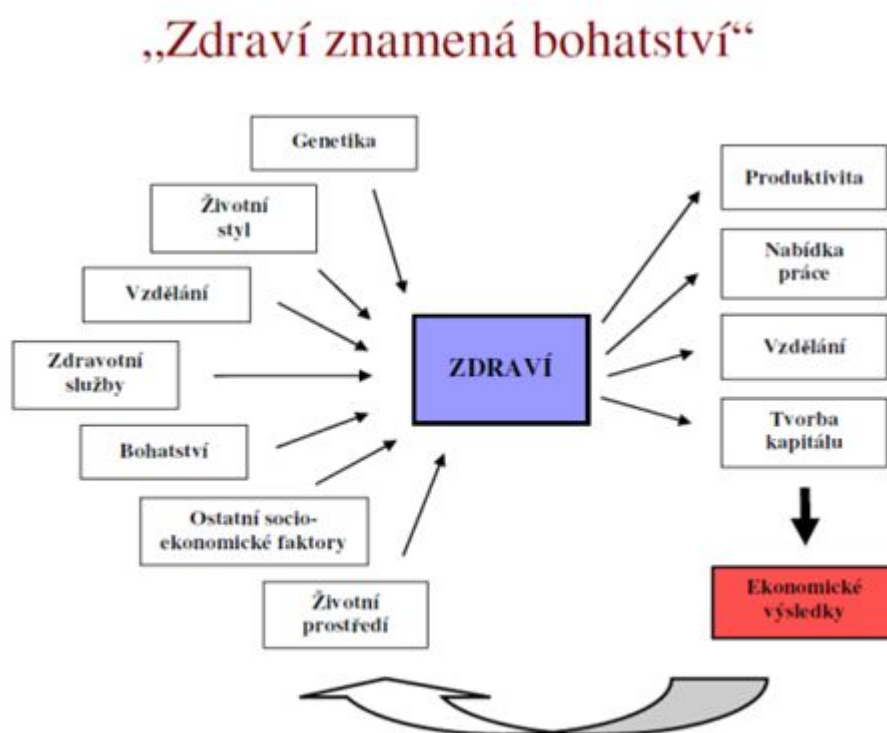 „Zdraví znamená bohatství“
Genetika
Životní
styl
Vzdělání
Zdravotní
služby
Bohatství
Ostatní socio-
ekonomické faktory
Životní
prostředí
ZDRAVÍ
Produktivita
Nabídka
práce
Vzdělání
Tvorba
kapitálu
Ekonomické
výsledky